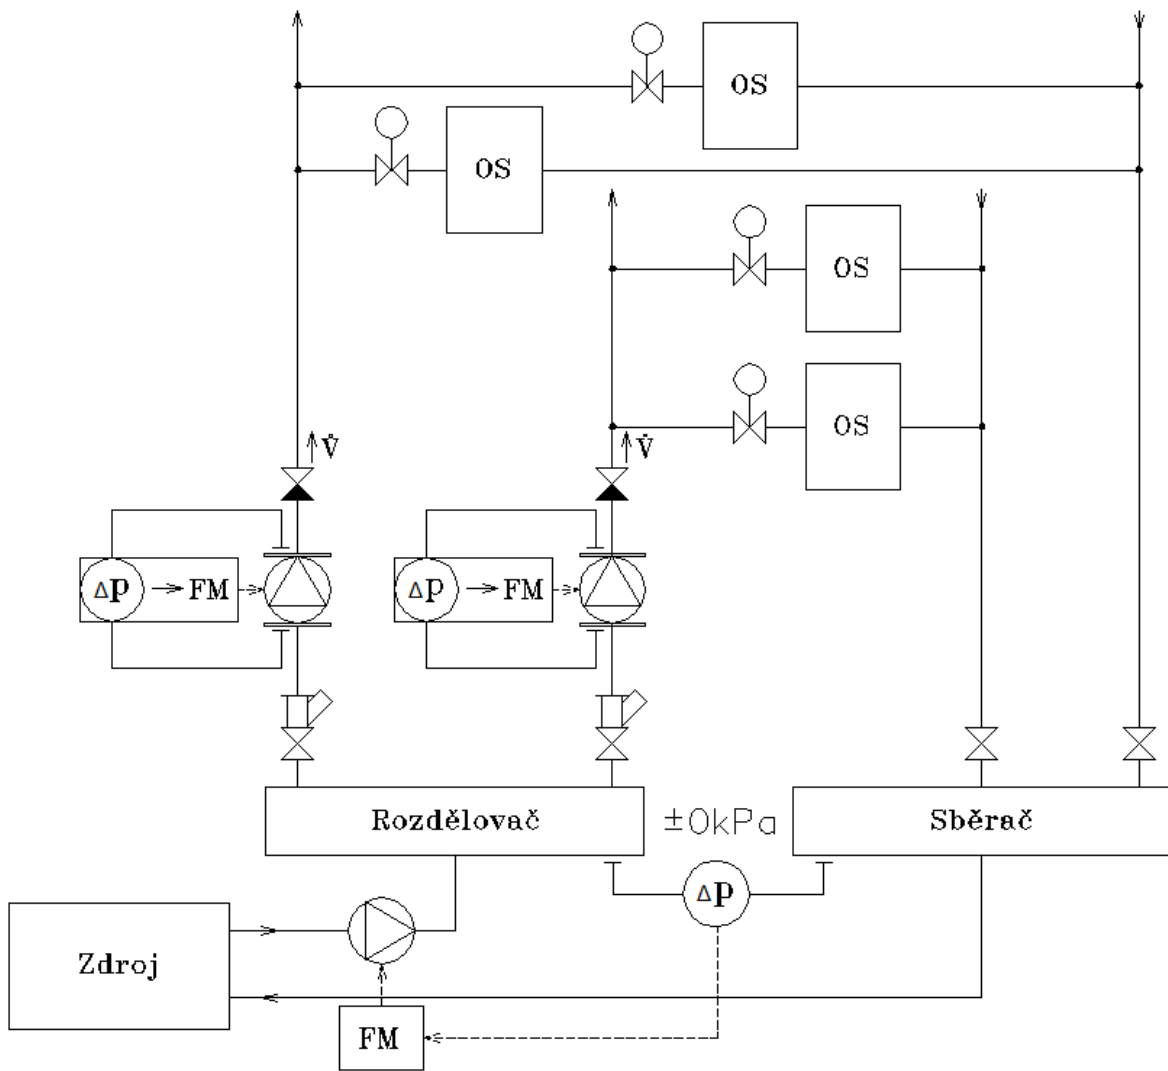 OS
OS
OS
OS
V̇
V̇
Δp
FM
Δp
FM
Rozdělovač
±0kPa
Sběrač
Δp
Zdroj
FM